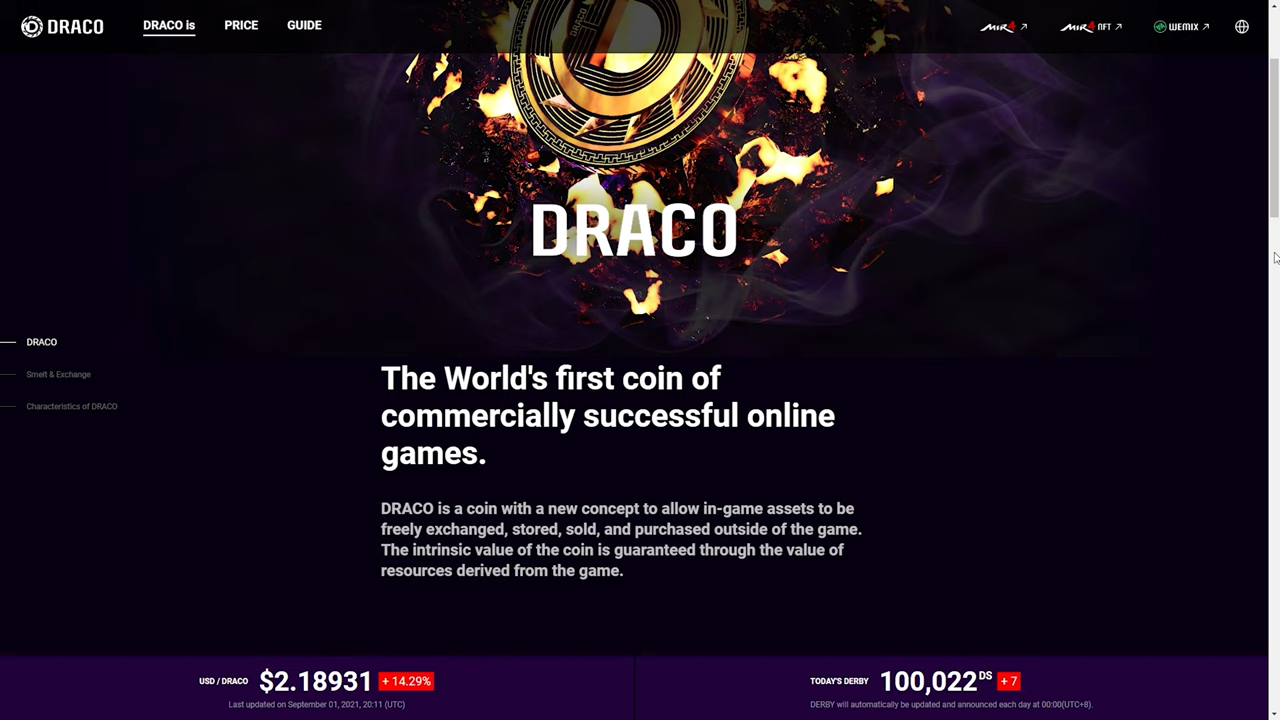 DRACO
DRACO is
PRICE
GUIDE
MIR4
MIR4 NFT
WEMIX
DRACO
DRACO
DRACO
Smelt & Exchange
Characteristics of DRACO
The World's first coin of
commercially successful online
games.
DRACO is a coin with a new concept to allow in-game assets to be
freely exchanged, stored, sold, and purchased outside of the game.
The intrinsic value of the coin is guaranteed through the value of
resources derived from the game.
USD / DRACO $2.18931 + 14.29%
Last updated on September 01, 2021, 20:11 (UTC)
TODAY'S DERBY 100,022 DS + 7
DERBY will automatically be updated and announced each day at 00:00(UTC+8).